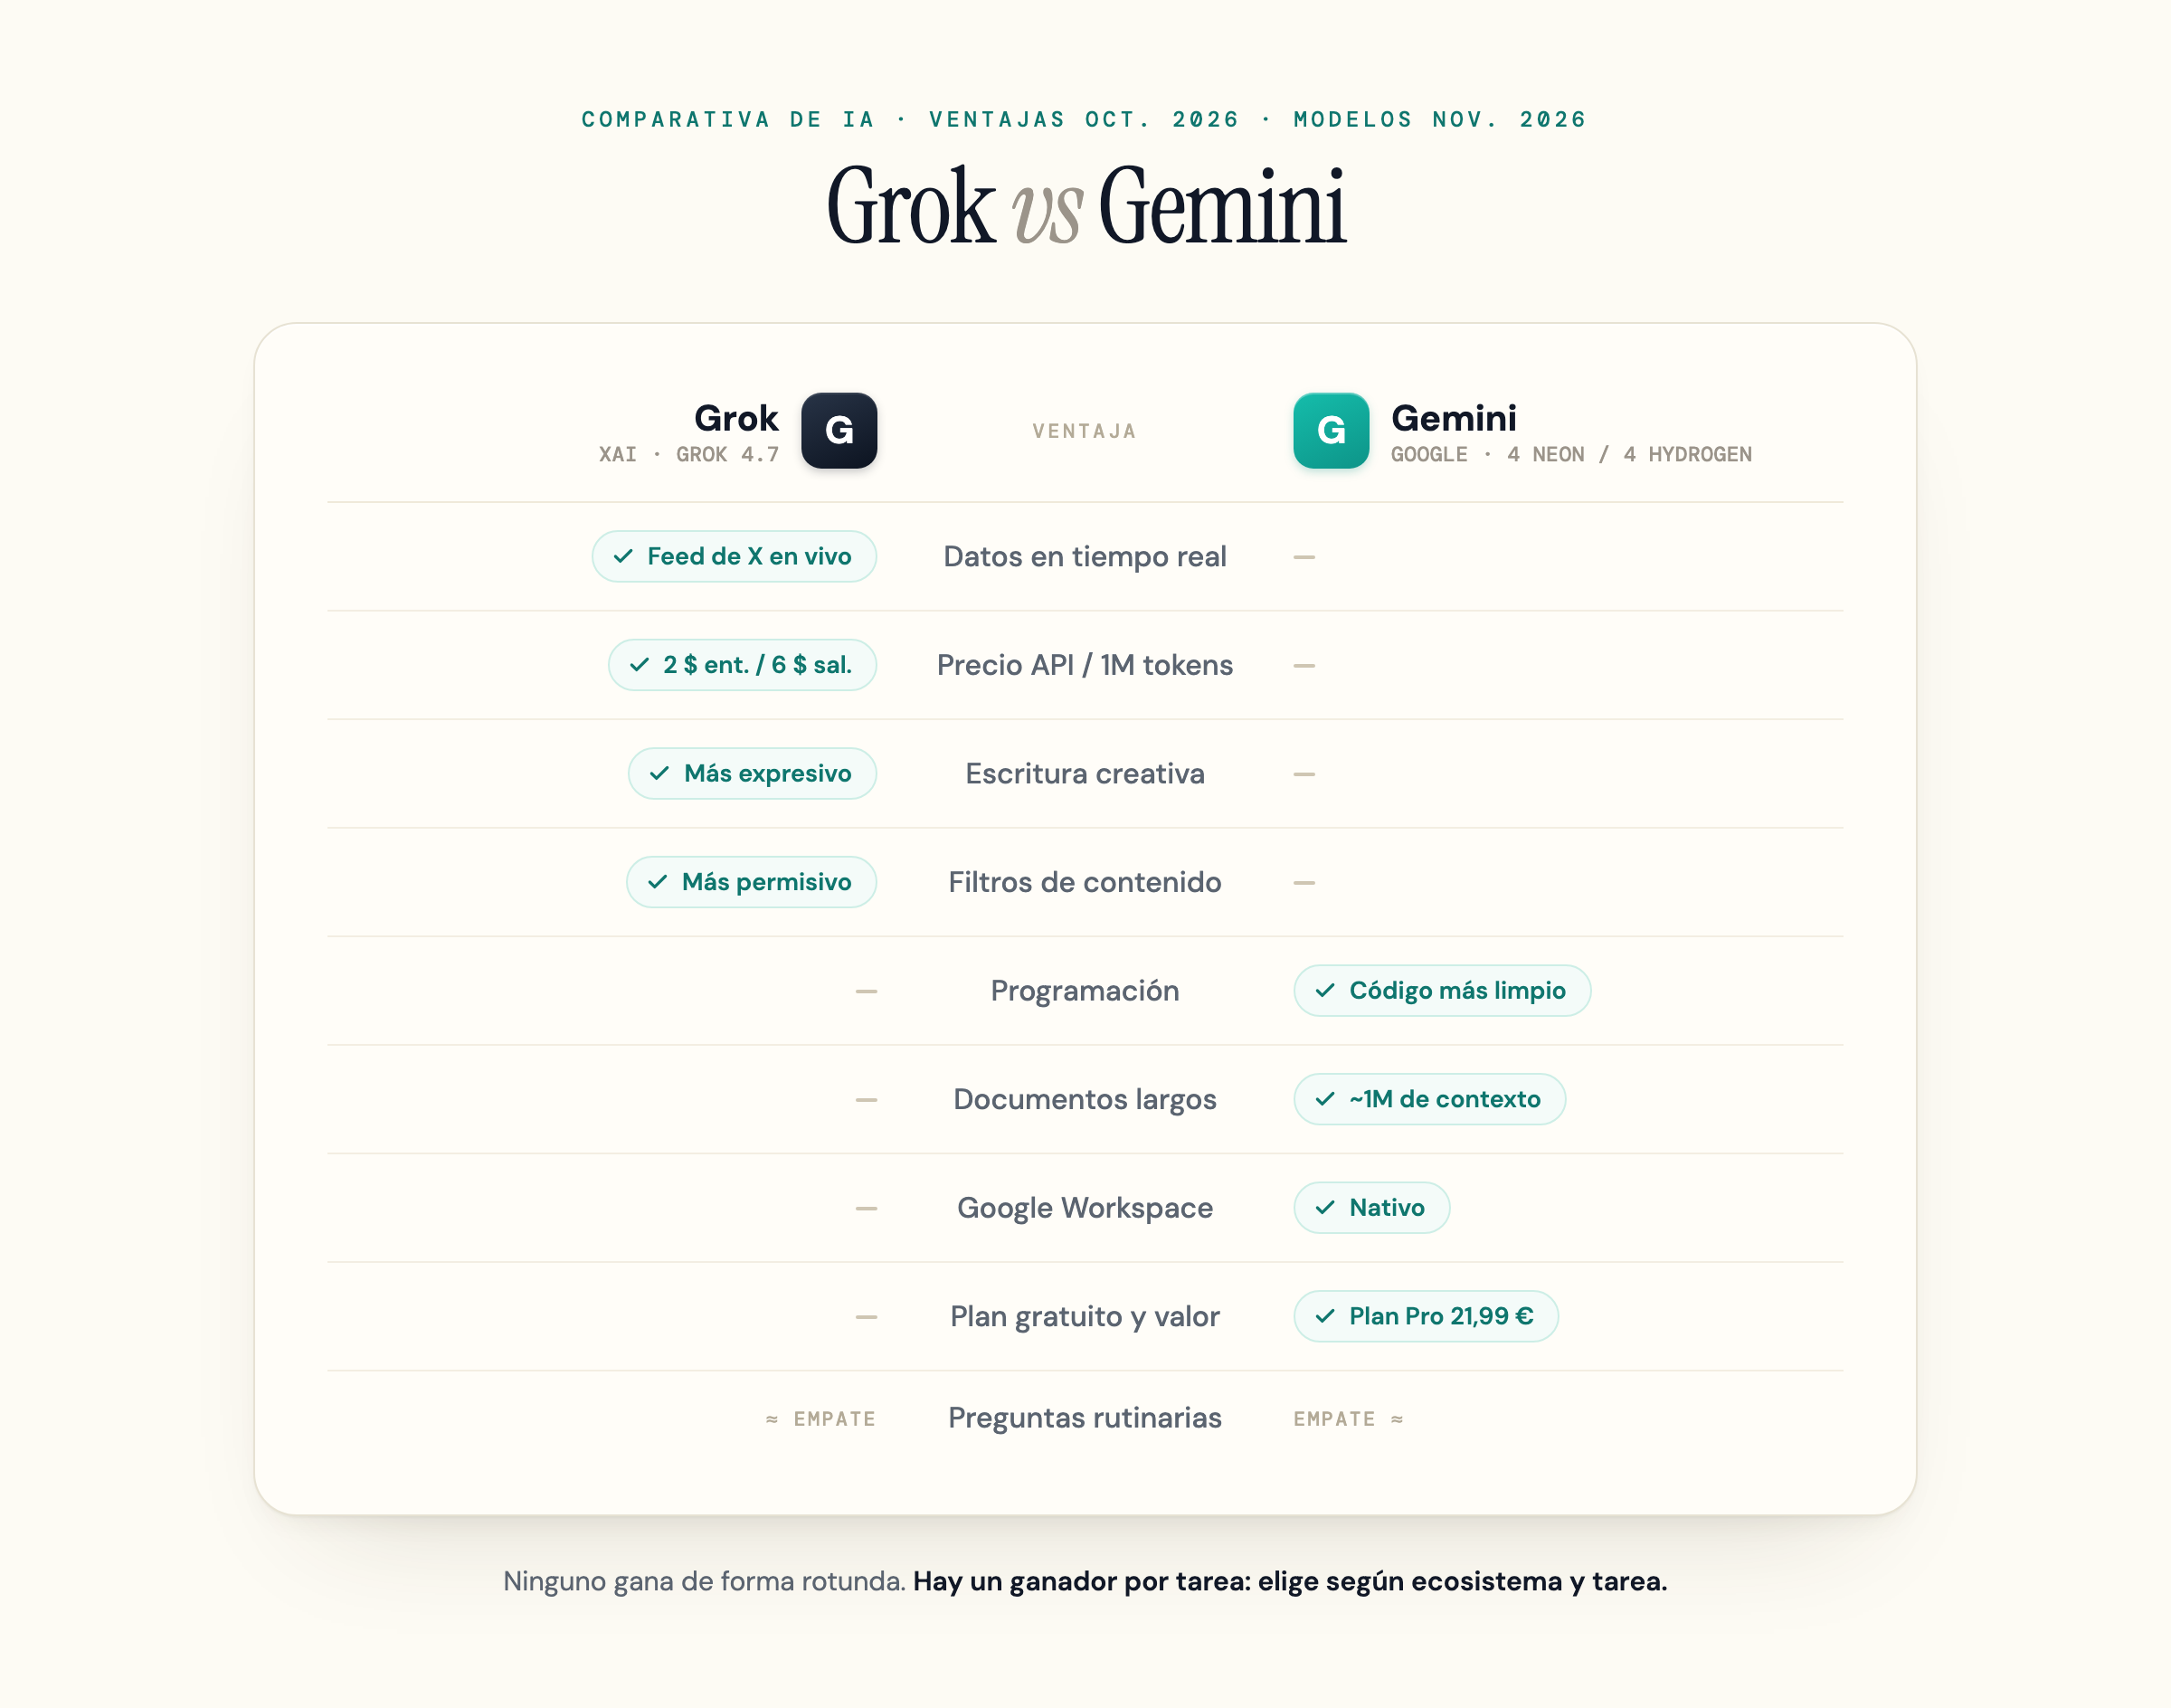 COMPARATIVA DE IA · VENTAJAS OCT. 2026 · MODELOS NOV. 2026
Grok vs Gemini
Grok
XAI · GROK 4.7
G
VENTAJA
G
Gemini
GOOGLE · 4 NEON / 4 HYDROGEN
✓ Feed de X en vivo Datos en tiempo real —
✓ 2 $ ent. / 6 $ sal. Precio API / 1M tokens —
✓ Más expresivo Escritura creativa —
✓ Más permisivo Filtros de contenido —
— Programación ✓ Código más limpio
— Documentos largos ✓ ~1M de contexto
— Google Workspace ✓ Nativo
— Plan gratuito y valor ✓ Plan Pro 21,99 €
≈ EMPATE Preguntas rutinarias EMPATE ≈
Ninguno gana de forma rotunda. Hay un ganador por tarea: elige según ecosistema y tarea.